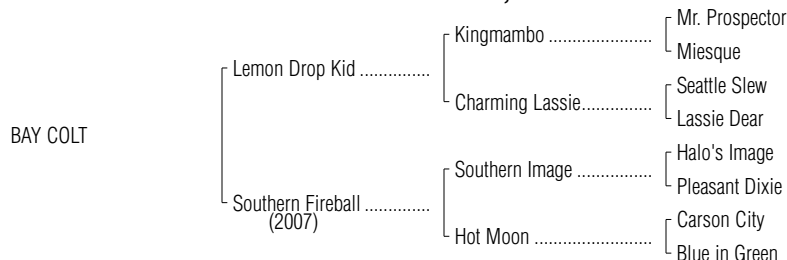 Mr. Prospector
Kingmambo .......................
Miesque
Lemon Drop Kid ...............
Seattle Slew
Charming Lassie...............
Lassie Dear
BAY COLT
Halo's Image
Southern Image ................
Pleasant Dixie
Southern Fireball ..............
(2007)
Carson City
Hot Moon .........................
Blue in Green